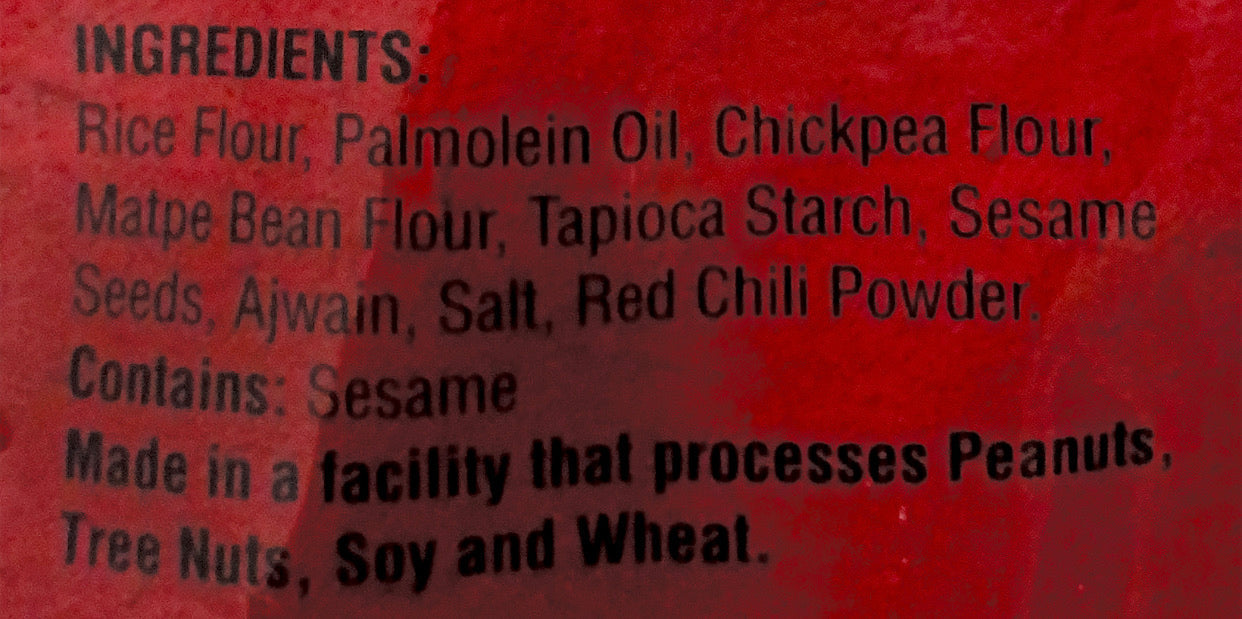 INGREDIENTS:
Rice Flour, Palmolein Oil, Chickpea Flour,
Matpe Bean Flour, Tapioca Starch, Sesame
Seeds, Ajwain, Salt, Red Chili Powder.
Contains: Sesame
Made in a facility that processes Peanuts,
Tree Nuts, Soy and Wheat.